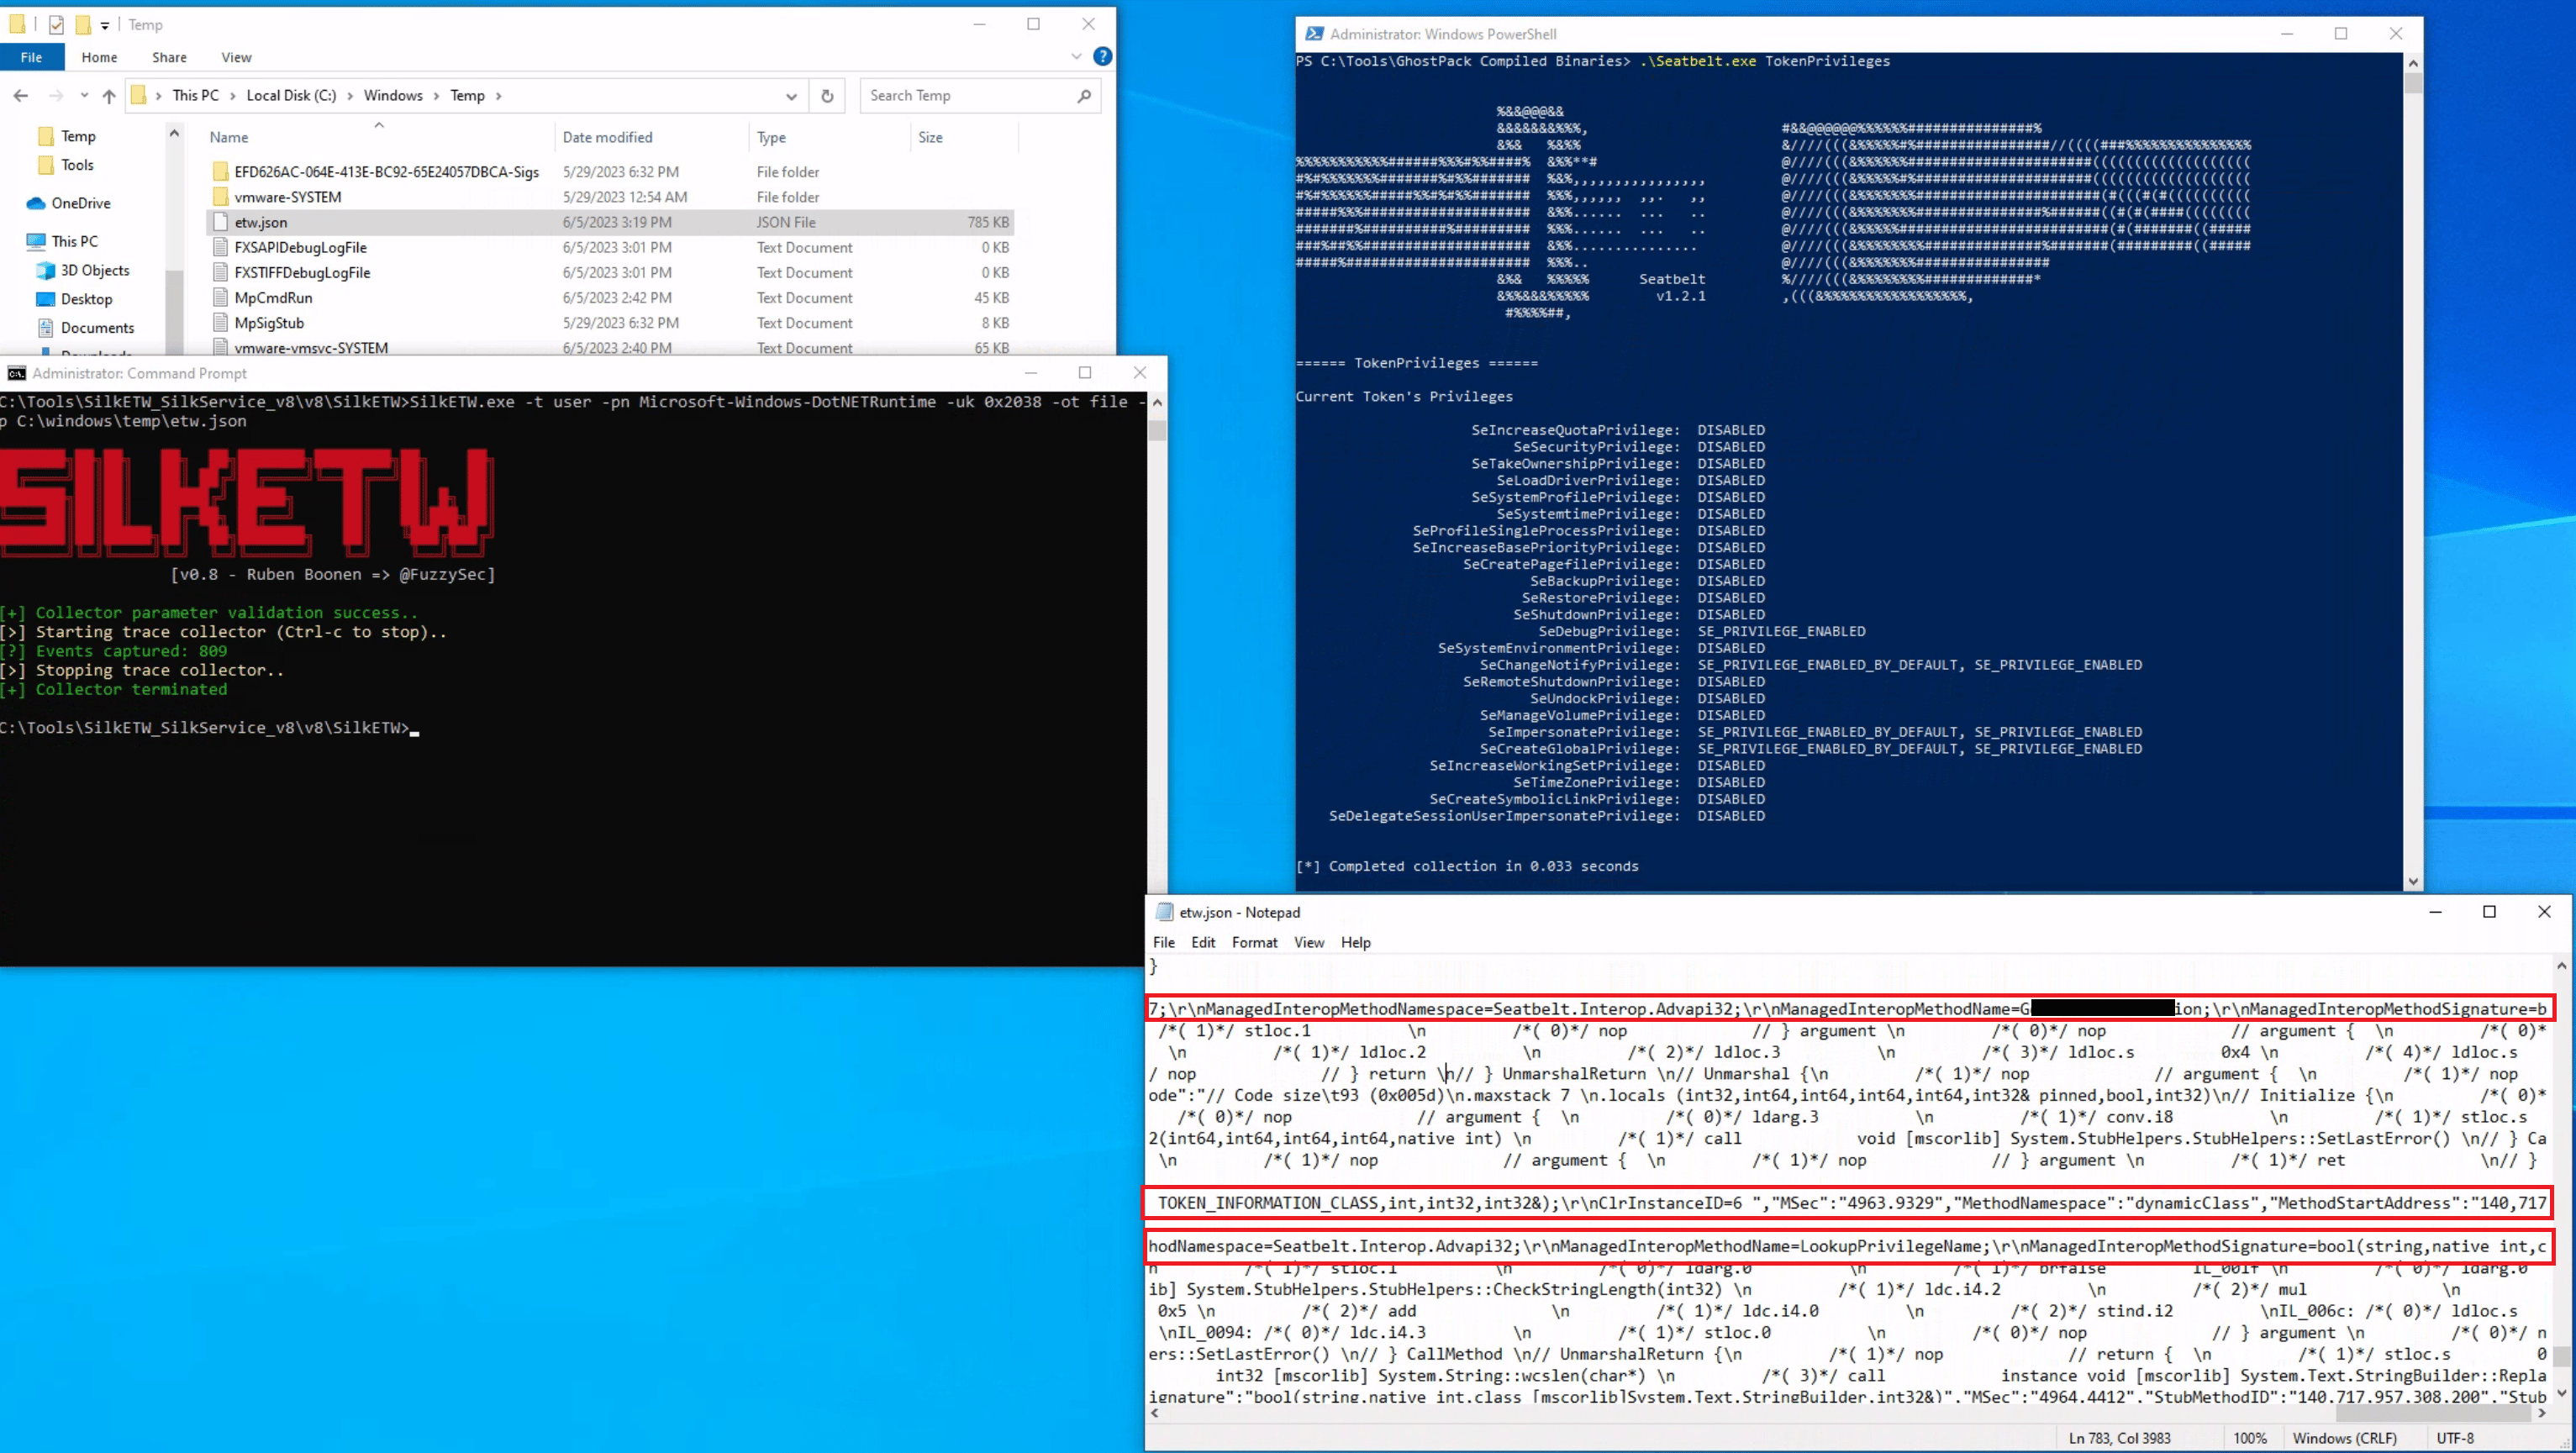 Temp
File Home Share View
This PC Local Disk (C:) Windows Temp
Search Temp
Temp
Tools
OneDrive
This PC
3D Objects
Desktop
Documents
Name Date modified Type Size
EFD626AC-064E-413E-BC92-65E24057DBCA-Sigs 5/29/2023 6:32 PM File folder
vmware-SYSTEM 5/29/2023 12:54 AM File folder
etw.json 6/5/2023 3:19 PM JSON File 785 KB
FXSAPIDebugLogFile 6/5/2023 3:01 PM Text Document 0 KB
FXSTIFFDebugLogFile 6/5/2023 3:01 PM Text Document 0 KB
MpCmdRun 6/5/2023 2:42 PM Text Document 45 KB
MpSigStub 5/29/2023 6:32 PM Text Document 8 KB
vmware-vmsvc-SYSTEM 6/5/2023 2:40 PM Text Document 65 KB
Administrator: Command Prompt
C:\Tools\SilkETW_SilkService_v8\v8\SilkETW>SilkETW.exe -t user -pn Microsoft-Windows-DotNETRuntime -uk 0x2038 -ot file -
p C:\windows\temp\etw.json
SILKETW
[v0.8 - Ruben Boonen => @FuzzySec]
[+] Collector parameter validation success..
[>] Starting trace collector (Ctrl-c to stop)..
[?] Events captured: 809
[>] Stopping trace collector..
[+] Collector terminated
C:\Tools\SilkETW_SilkService_v8\v8\SilkETW>
Administrator: Windows PowerShell
PS C:\Tools\GhostPack Compiled Binaries> .\Seatbelt.exe TokenPrivileges
Seatbelt
v1.2.1
====== TokenPrivileges ======
Current Token's Privileges
SeIncreaseQuotaPrivilege: DISABLED
SeSecurityPrivilege: DISABLED
SeTakeOwnershipPrivilege: DISABLED
SeLoadDriverPrivilege: DISABLED
SeSystemProfilePrivilege: DISABLED
SeSystemtimePrivilege: DISABLED
SeProfileSingleProcessPrivilege: DISABLED
SeIncreaseBasePriorityPrivilege: DISABLED
SeCreatePagefilePrivilege: DISABLED
SeBackupPrivilege: DISABLED
SeRestorePrivilege: DISABLED
SeShutdownPrivilege: DISABLED
SeDebugPrivilege: SE_PRIVILEGE_ENABLED
SeSystemEnvironmentPrivilege: DISABLED
SeChangeNotifyPrivilege: SE_PRIVILEGE_ENABLED_BY_DEFAULT, SE_PRIVILEGE_ENABLED
SeRemoteShutdownPrivilege: DISABLED
SeUndockPrivilege: DISABLED
SeManageVolumePrivilege: DISABLED
SeImpersonatePrivilege: SE_PRIVILEGE_ENABLED_BY_DEFAULT, SE_PRIVILEGE_ENABLED
SeCreateGlobalPrivilege: SE_PRIVILEGE_ENABLED_BY_DEFAULT, SE_PRIVILEGE_ENABLED
SeIncreaseWorkingSetPrivilege: DISABLED
SeTimeZonePrivilege: DISABLED
SeCreateSymbolicLinkPrivilege: DISABLED
SeDelegateSessionUserImpersonatePrivilege: DISABLED
[*] Completed collection in 0.033 seconds
etw.json - Notepad
File Edit Format View Help
}
7;\r\nManagedInteropMethodNamespace=Seatbelt.Interop.Advapi32;\r\nManagedInteropMethodName=G ion;\r\nManagedInteropMethodSignature=b
/*( 1)*/ stloc.1 \n /*( 0)*/ nop // } argument \n /*( 0)*/ nop // argument { \n /*( 0)*
\n /*( 1)*/ ldloc.2 \n /*( 2)*/ ldloc.3 \n /*( 3)*/ ldloc.s 0x4 \n /*( 4)*/ ldloc.s
/ nop // } return \n// } UnmarshalReturn \n// Unmarshal {\n /*( 1)*/ nop // argument { \n /*( 1)*/ nop
ode":"// Code size\t93 (0x005d)\n.maxstack 7 \n.locals (int32,int64,int64,int64,int64,int32& pinned,bool,int32)\n// Initialize {\n /*( 0)*
/*( 0)*/ nop // argument { \n /*( 0)*/ ldarg.3 \n /*( 1)*/ conv.i8 \n /*( 1)*/ stloc.s
2(int64,int64,int64,int64,native int) \n /*( 1)*/ call void [mscorlib] System.StubHelpers.StubHelpers::SetLastError() \n// } Ca
\n /*( 1)*/ nop // argument { \n /*( 1)*/ nop // } argument \n /*( 1)*/ ret \n// }
TOKEN_INFORMATION_CLASS,int,int32,int32&);\r\nClrInstanceID=6 ","MSec":"4963.9329","MethodNamespace":"dynamicClass","MethodStartAddress":"140,717
hodNamespace=Seatbelt.Interop.Advapi32;\r\nManagedInteropMethodName=LookupPrivilegeName;\r\nManagedInteropMethodSignature=bool(string,native int,c
n /*( 1)*/ stloc.1 \n /*( 0)*/ ldarg.0 \n /*( 1)*/ brfalse IL_001f \n /*( 0)*/ ldarg.0
ib] System.StubHelpers.StubHelpers::CheckStringLength(int32) \n /*( 1)*/ ldc.i4.2 \n /*( 2)*/ mul \n
0x5 \n /*( 2)*/ add \n /*( 1)*/ ldc.i4.0 \n /*( 2)*/ stind.i2 \nIL_006c: /*( 0)*/ ldloc.s
\nIL_0094: /*( 0)*/ ldc.i4.3 \n /*( 1)*/ stloc.0 \n /*( 0)*/ nop // } argument \n /*( 0)*/ n
ers::SetLastError() \n// } CallMethod \n// UnmarshalReturn {\n /*( 1)*/ nop // return { \n /*( 1)*/ stloc.s 0
int32 [mscorlib] System.String::wcslen(char*) \n /*( 3)*/ call instance void [mscorlib] System.Text.StringBuilder::Repla
ignature":"bool(string,native int,class [mscorlib]System.Text.StringBuilder,int32&)","MSec":"4964.4412","StubMethodID":"140,717,957,308,200","Stub
Ln 783, Col 3983 100% Windows (CRLF) UTF-8